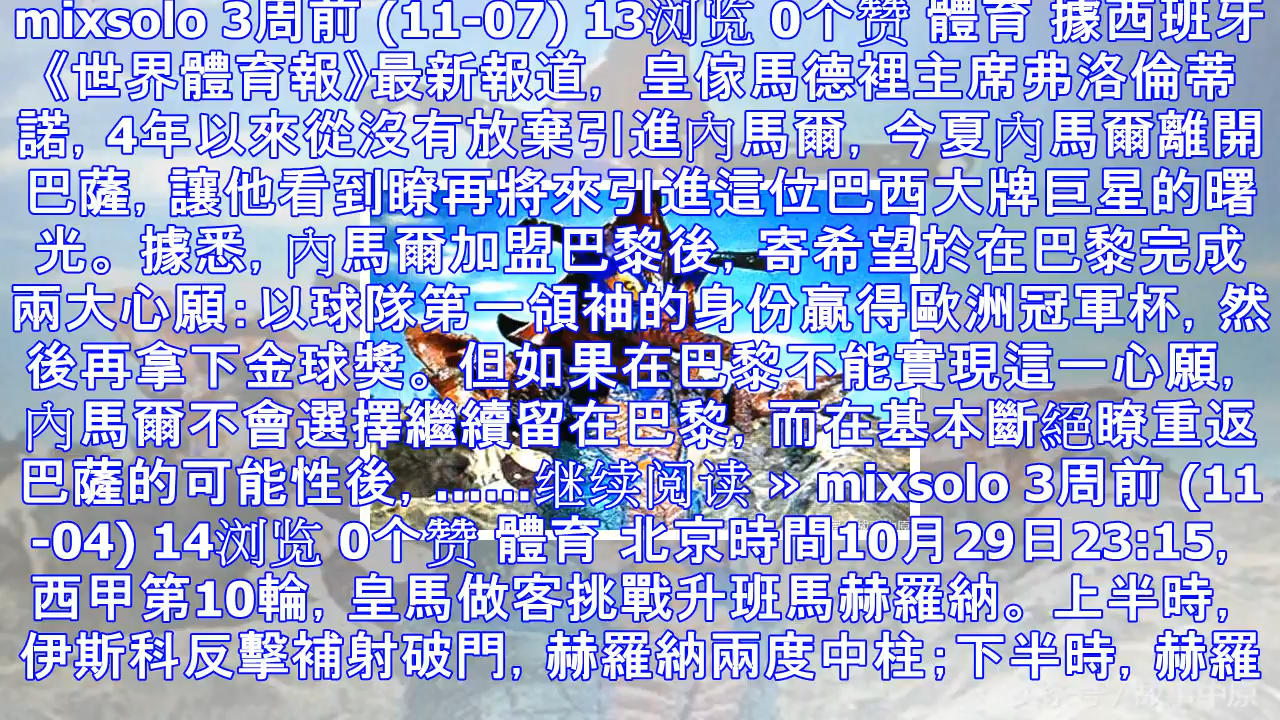 mixsolo 3周前 (11-07) 13浏览 0个赞 體育 據西班牙
《世界體育報》最新報道, 皇傢馬德裡主席弗洛倫蒂
諾, 4年以來從沒有放棄引進內馬爾, 今夏內馬爾離開
巴薩, 讓他看到瞭再將來引進這位巴西大牌巨星的曙
光。據悉, 內馬爾加盟巴黎後, 寄希望於在巴黎完成
兩大心願:以球隊第一領袖的身份贏得歐洲冠軍杯, 然
後再拿下金球獎。但如果在巴黎不能實現這一心願,
內馬爾不會選擇繼續留在巴黎, 而在基本斷絕瞭重返
巴薩的可能性後, ……继续阅读 » mixsolo 3周前 (11
-04) 14浏览 0个赞 體育 北京時間10月29日23:15,
西甲第10輪, 皇馬做客挑戰升班馬赫羅納。上半時,
伊斯科反擊補射破門, 赫羅納兩度中柱;下半時, 赫羅